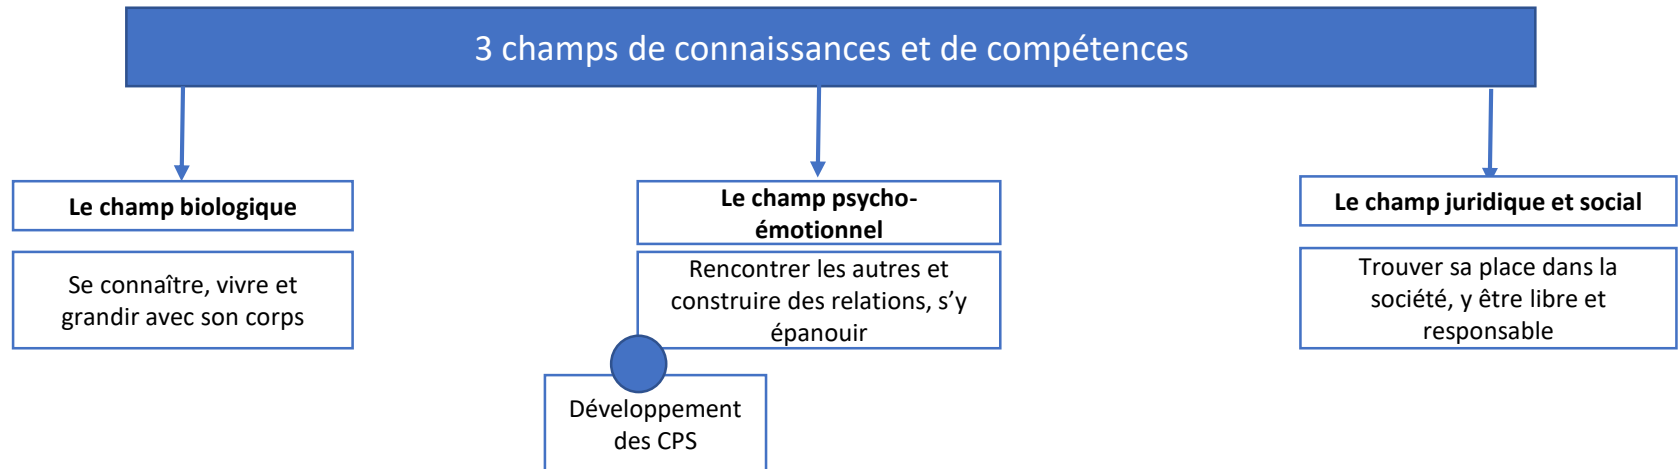 3 champs de connaissances et de compétences
Le champ biologique
Se connaître, vivre et
grandir avec son corps
Le champ psycho-
émotionnel
Rencontrer les autres et
construire des relations, s’y
épanouir
Développement
des CPS
Le champ juridique et social
Trouver sa place dans la
société, y être libre et
responsable